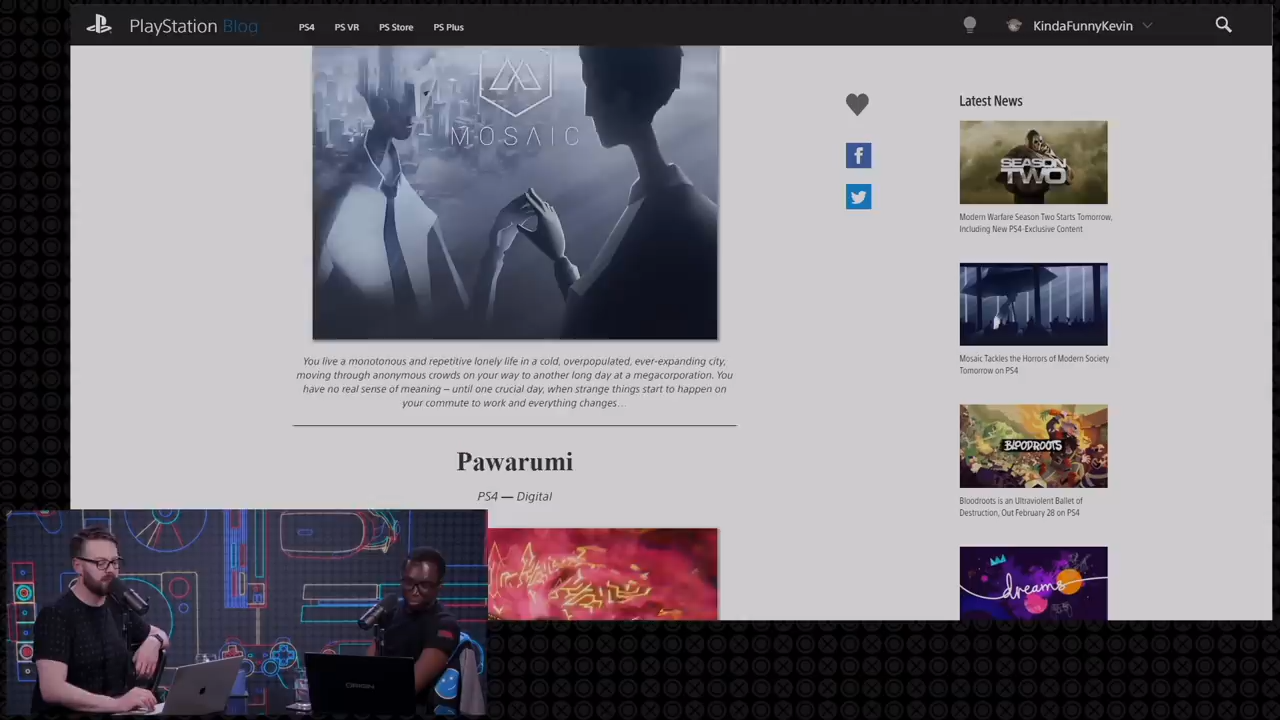 PlayStation Blog
PS4 PS VR PS Store PS Plus
KindaFunnyKevin
MOSAIC
You live a monotonous and repetitive lonely life in a cold, overpopulated, ever-expanding city,
moving through anonymous crowds on your way to another long day at a megacorporation. You
have no real sense of meaning – until one crucial day, when strange things start to happen on
your commute to work and everything changes…
Pawarumi
PS4 — Digital
Latest News
SEASON
TWO
Modern Warfare Season Two Starts Tomorrow,
Including New PS4-Exclusive Content
Mosaic Tackles the Horrors of Modern Society
Tomorrow on PS4
BLOODROOTS
Bloodroots is an Ultraviolent Ballet of
Destruction, Out February 28 on PS4
dreams
ORIGIN